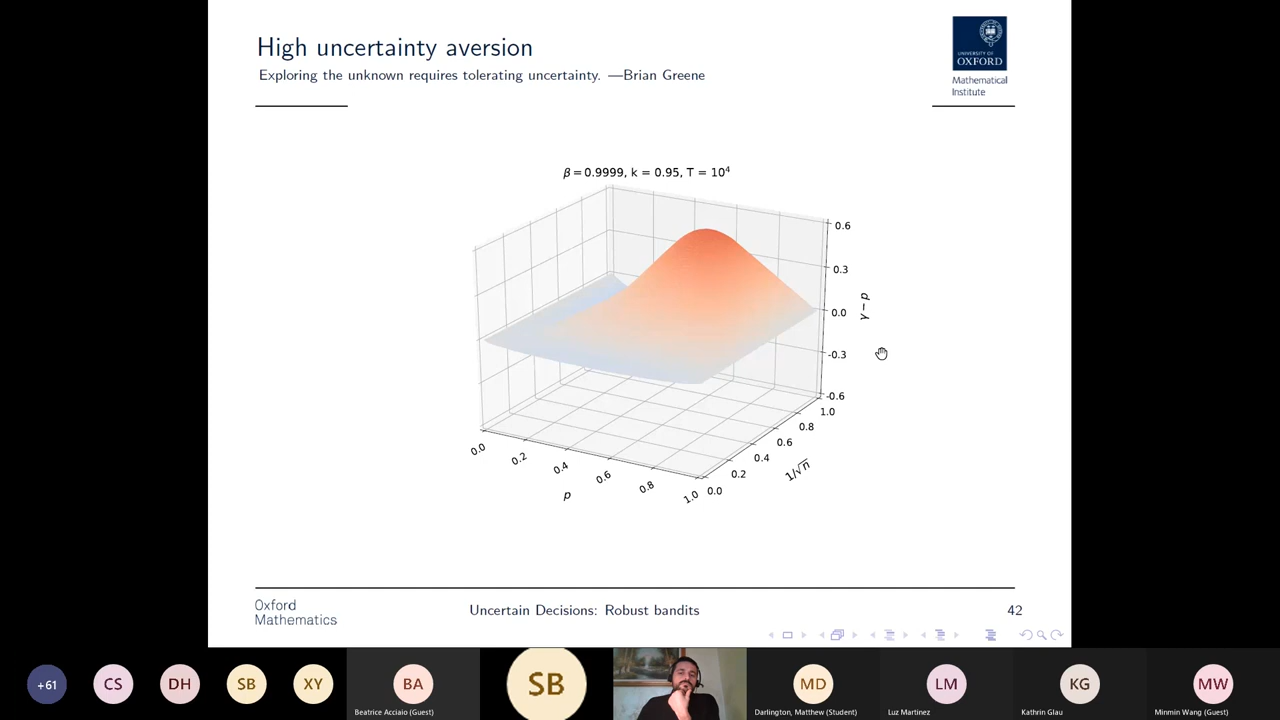 High uncertainty aversion
Exploring the unknown requires tolerating uncertainty. —Brian Greene
UNIVERSITY OF
OXFORD
Mathematical
Institute
β = 0.9999, k = 0.95, T = 10⁴
0.6
0.3
0.0
-0.3
-0.6
γ − p
0.0
0.2
0.4
0.6
0.8
1.0
p
0.0
0.2
0.4
0.6
0.8
1.0
1/√n
Oxford
Mathematics
Uncertain Decisions: Robust bandits
42
+61
CS
DH
SB
XY
BA
Beatrice Acciaio (Guest)
SB
MD
Darlington, Matthew (Student)
LM
Luz Martinez
KG
Kathrin Glau
MW
Minmin Wang (Guest)